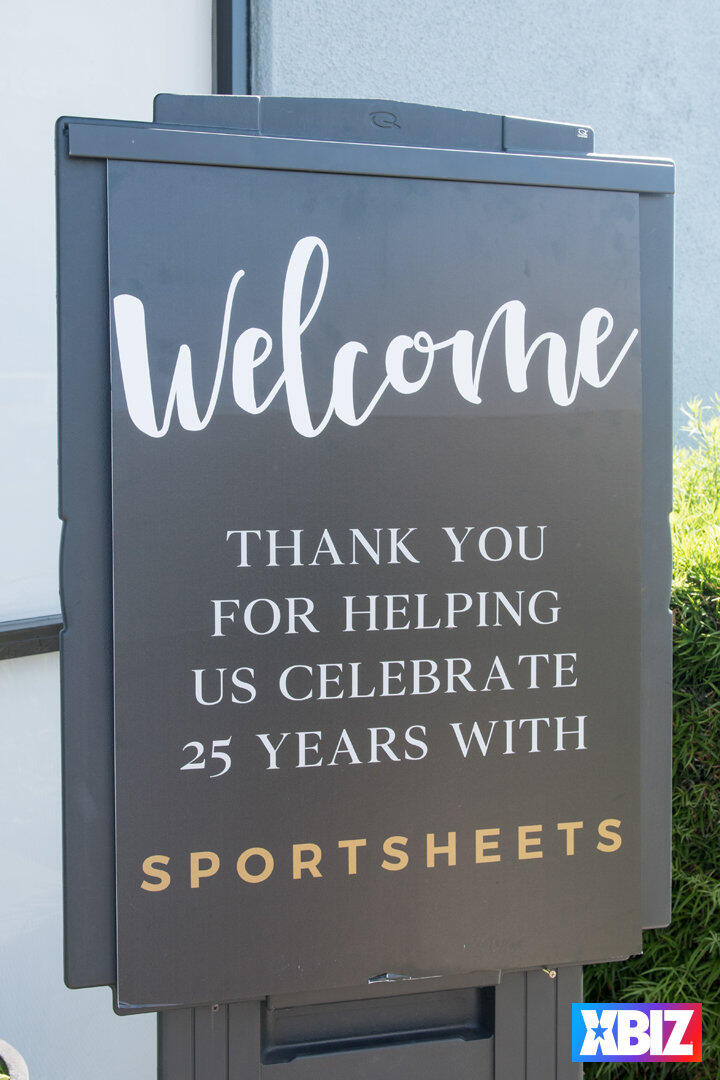 Welcome
THANK YOU
FOR HELPING
US CELEBRATE
25 YEARS WITH
SPORTSHEETS
XBIZ